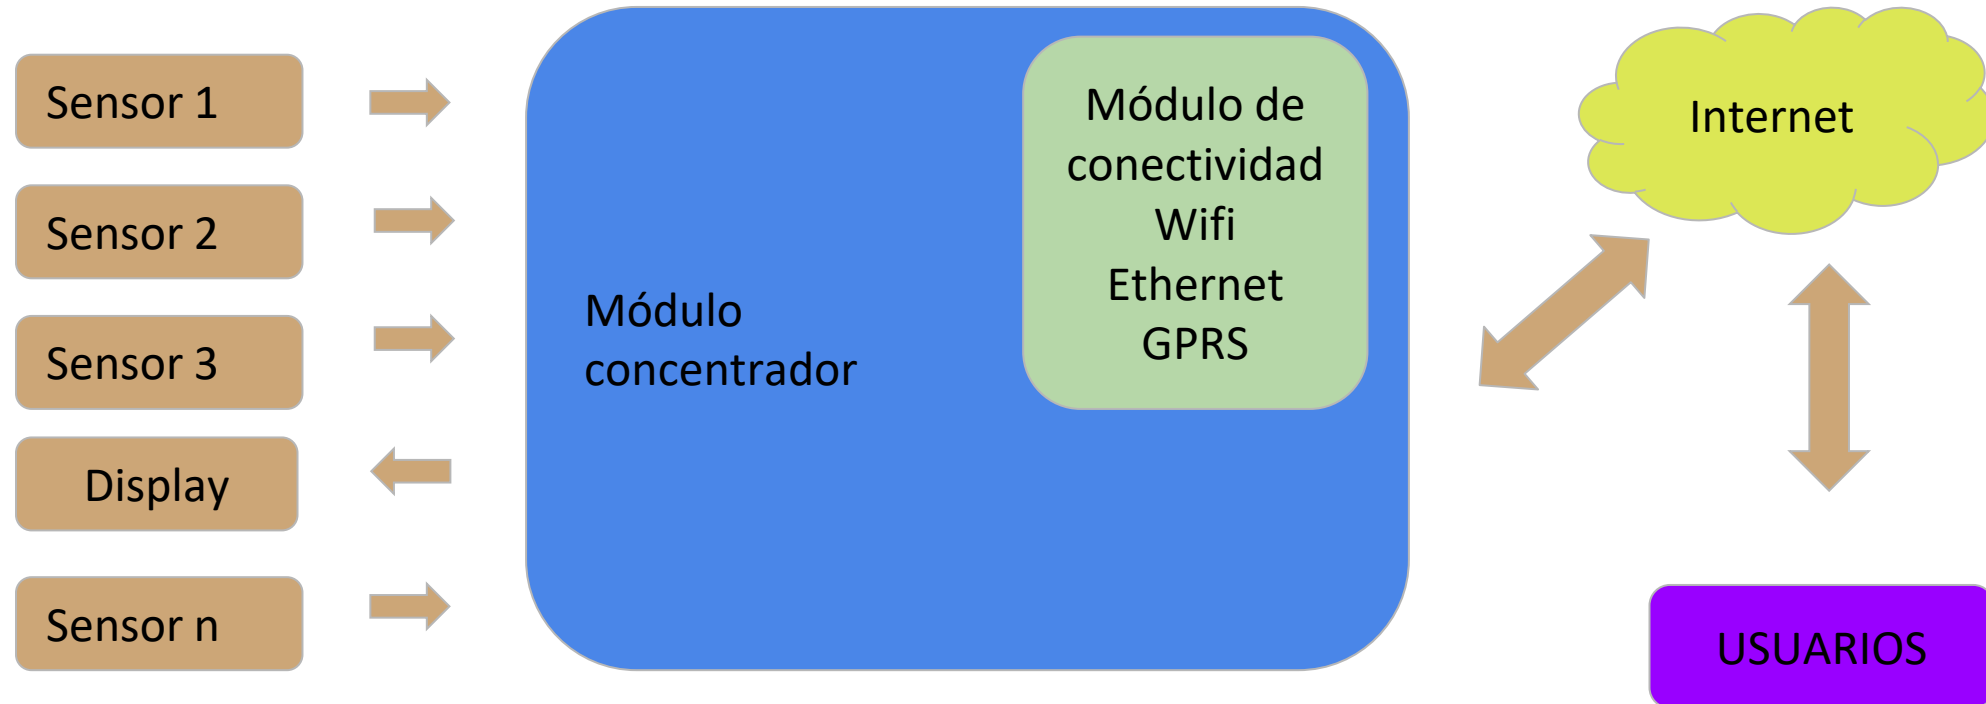 Sensor 1
Sensor 2
Sensor 3
Display
Sensor n
Módulo
concentrador
Módulo de
conectividad
Wifi
Ethernet
GPRS
Internet
USUARIOS